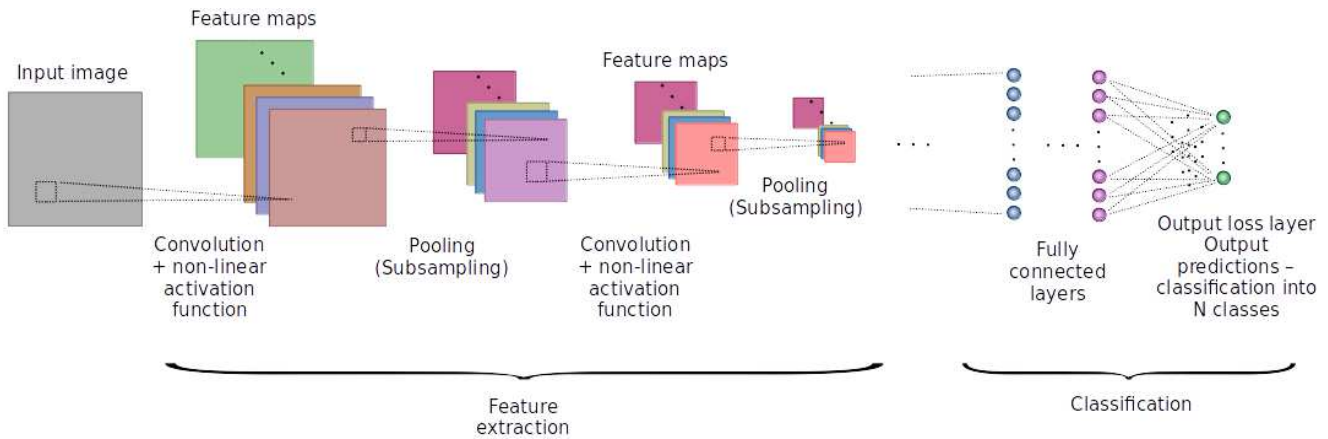 Input image
Feature maps
Convolution
+ non-linear
activation
function
Pooling
(Subsampling)
Feature maps
Convolution
+ non-linear
activation
function
Pooling
(Subsampling)
Fully
connected
layers
Output loss layer
Output
predictions –
classification into
N classes
Feature
extraction
Classification